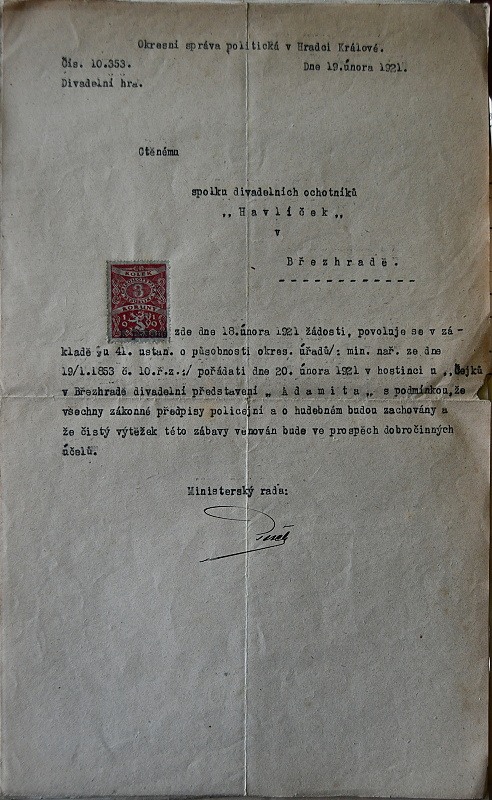 Okresní správa politická v Hradci Králové.
Čís. 10.353.
Dne 19.února 1921.
Divadelní hra.
Ctěnému
spolku divadelních ochotníků
„ Havlíček „
v
Březhradě.
KOLEK
3
KORUNY
zde dne 18.února 1921 žádosti, povoluje se v zá-
kladě §u 41. ustan. o působnosti okres. úřadů/: min. nař. ze dne
19/1.1853 č. 10.ř.z.:/ pořádati dne 20. února 1921 v hostinci u „Čejků
v Březhradě divadelní představení „ Adamita „ s podmínkou,že
všechny zákonné předpisy policejní a o hudebném budou zachovány a
že čistý výtěžek této zábavy věnován bude ve prospěch dobročinných
účelů.
Ministerský rada: